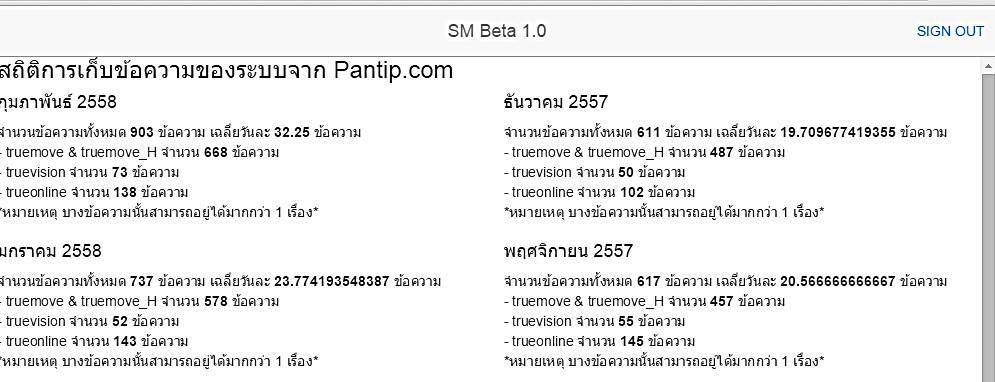 SM Beta 1.0
SIGN OUT
สถิติการเก็บข้อความของระบบจาก Pantip.com
กุมภาพันธ์ 2558
จำนวนข้อความทั้งหมด 903 ข้อความ เฉลี่ยวันละ 32.25 ข้อความ
- truemove & truemove_H จำนวน 668 ข้อความ
- truevision จำนวน 73 ข้อความ
- trueonline จำนวน 138 ข้อความ
*หมายเหตุ บางข้อความนั้นสามารถอยู่ได้มากกว่า 1 เรื่อง*
ธันวาคม 2557
จำนวนข้อความทั้งหมด 611 ข้อความ เฉลี่ยวันละ 19.709677419355 ข้อความ
- truemove & truemove_H จำนวน 487 ข้อความ
- truevision จำนวน 50 ข้อความ
- trueonline จำนวน 102 ข้อความ
*หมายเหตุ บางข้อความนั้นสามารถอยู่ได้มากกว่า 1 เรื่อง*
มกราคม 2558
จำนวนข้อความทั้งหมด 737 ข้อความ เฉลี่ยวันละ 23.774193548387 ข้อความ
- truemove & truemove_H จำนวน 578 ข้อความ
- truevision จำนวน 52 ข้อความ
- trueonline จำนวน 143 ข้อความ
*หมายเหตุ บางข้อความนั้นสามารถอยู่ได้มากกว่า 1 เรื่อง*
พฤศจิกายน 2557
จำนวนข้อความทั้งหมด 617 ข้อความ เฉลี่ยวันละ 20.566666666667 ข้อความ
- truemove & truemove_H จำนวน 457 ข้อความ
- truevision จำนวน 55 ข้อความ
- trueonline จำนวน 145 ข้อความ
*หมายเหตุ บางข้อความนั้นสามารถอยู่ได้มากกว่า 1 เรื่อง*